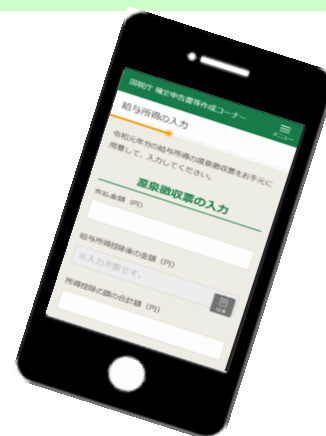 国税庁 確定申告書等作成コーナー
メニュー
給与所得の入力
令和元年分の給与所得の源泉徴収票をお手元に
用意して、入力してください。
源泉徴収票の入力
支払金額（円）
給与所得控除後の金額（円）
※入力不要です。
所得控除の額の合計額（円）